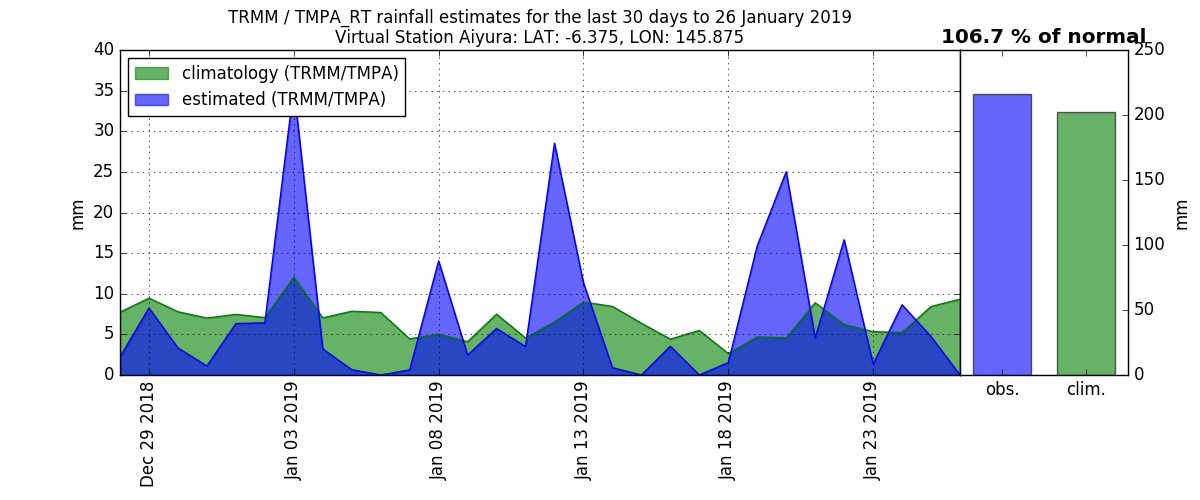 TRMM / TMPA_RT rainfall estimates for the last 30 days to 26 January 2019
Virtual Station Aiyura: LAT: -6.375, LON: 145.875
106.7 % of normal
climatology (TRMM/TMPA)
estimated (TRMM/TMPA)
40
35
30
25
20
15
10
5
0
mm
Dec 29 2018
Jan 03 2019
Jan 08 2019
Jan 13 2019
Jan 18 2019
Jan 23 2019
250
200
150
100
50
0
mm
obs.
clim.